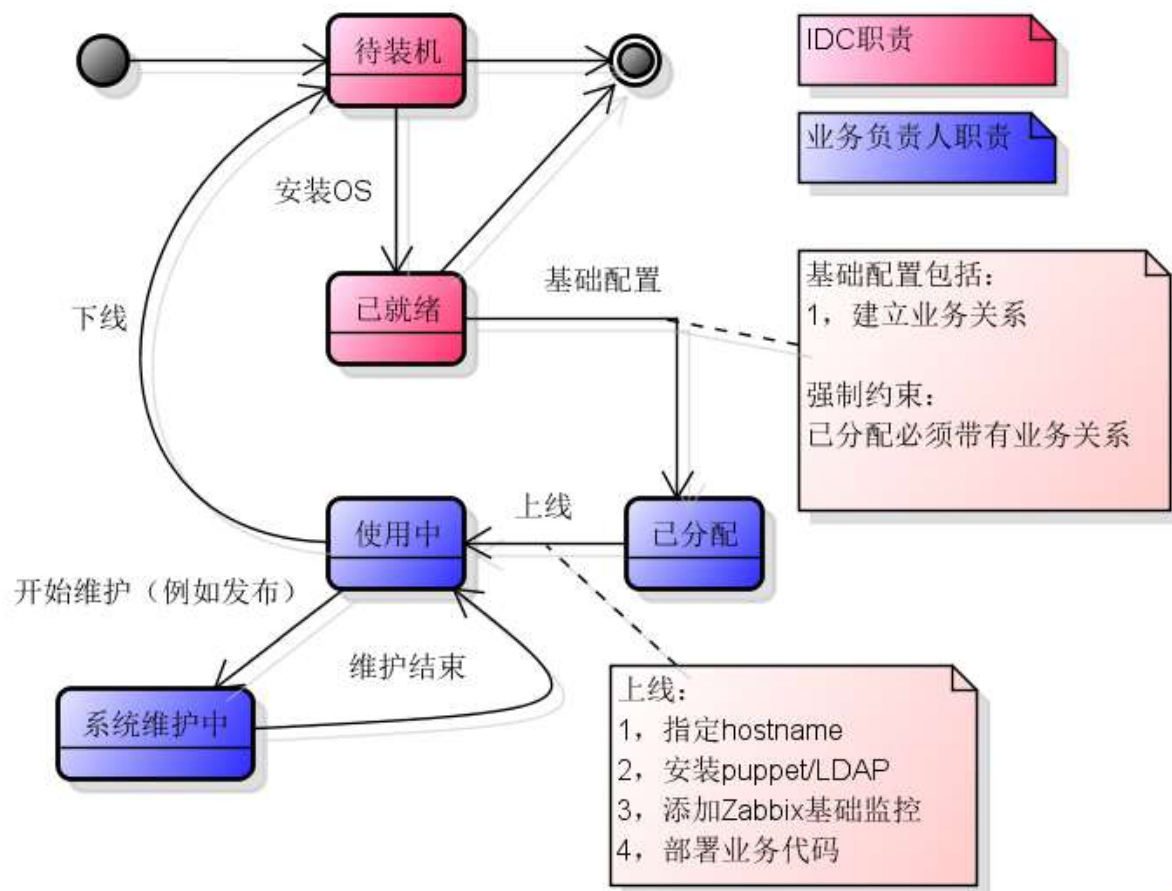 待装机
IDC职责
业务负责人职责
安装OS
基础配置
下线
已就绪
基础配置包括：
1，建立业务关系
强制约束：
已分配必须带有业务关系
上线
使用中
已分配
开始维护（例如发布）
维护结束
系统维护中
上线：
1，指定hostname
2，安装puppet/LDAP
3，添加Zabbix基础监控
4，部署业务代码